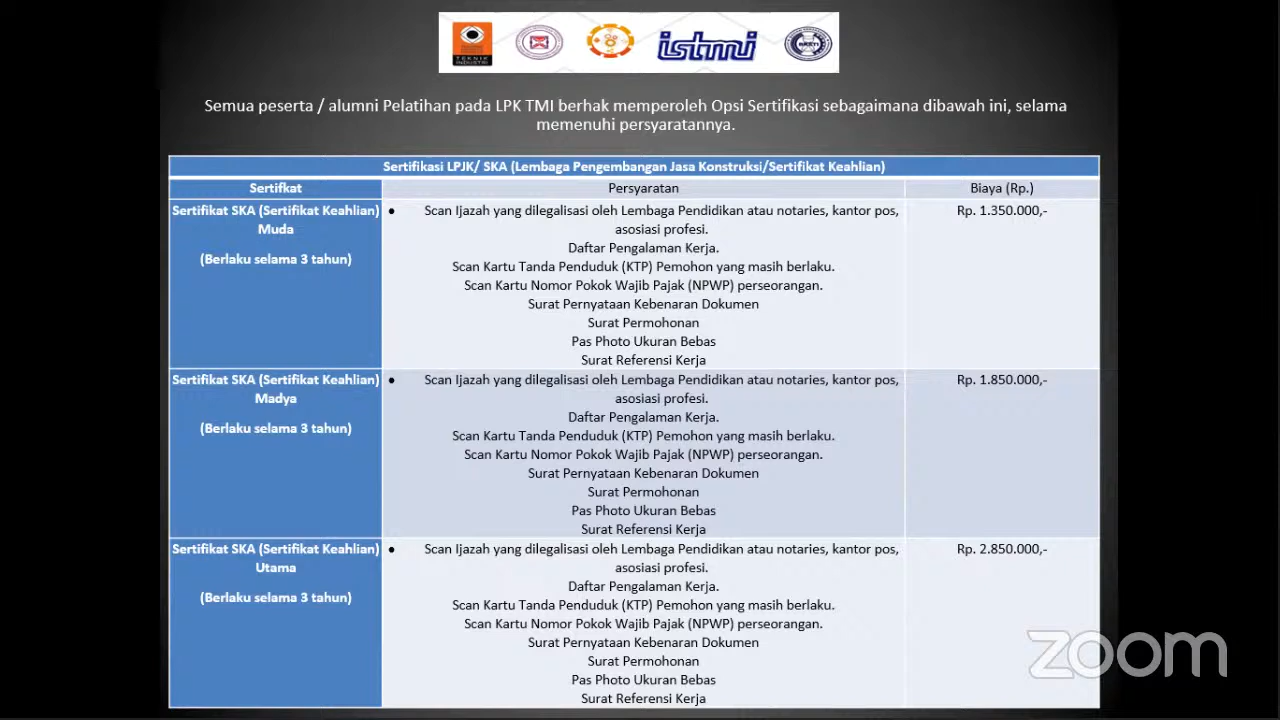 TEKNIK
INDUSTRI
istmi
BKSTI
Semua peserta / alumni Pelatihan pada LPK TMI berhak memperoleh Opsi Sertifikasi sebagaimana dibawah ini, selama
memenuhi persyaratannya.
Sertifikasi LPJK/ SKA (Lembaga Pengembangan Jasa Konstruksi/Sertifikat Keahlian)
Sertifkat Persyaratan Biaya (Rp.)
Sertifikat SKA (Sertifikat Keahlian)
Muda
(Berlaku selama 3 tahun)
● Scan Ijazah yang dilegalisasi oleh Lembaga Pendidikan atau notaries, kantor pos,
asosiasi profesi.
Daftar Pengalaman Kerja.
Scan Kartu Tanda Penduduk (KTP) Pemohon yang masih berlaku.
Scan Kartu Nomor Pokok Wajib Pajak (NPWP) perseorangan.
Surat Pernyataan Kebenaran Dokumen
Surat Permohonan
Pas Photo Ukuran Bebas
Surat Referensi Kerja
Rp. 1.350.000,-
Sertifikat SKA (Sertifikat Keahlian)
Madya
(Berlaku selama 3 tahun)
● Scan Ijazah yang dilegalisasi oleh Lembaga Pendidikan atau notaries, kantor pos,
asosiasi profesi.
Daftar Pengalaman Kerja.
Scan Kartu Tanda Penduduk (KTP) Pemohon yang masih berlaku.
Scan Kartu Nomor Pokok Wajib Pajak (NPWP) perseorangan.
Surat Pernyataan Kebenaran Dokumen
Surat Permohonan
Pas Photo Ukuran Bebas
Surat Referensi Kerja
Rp. 1.850.000,-
Sertifikat SKA (Sertifikat Keahlian)
Utama
(Berlaku selama 3 tahun)
● Scan Ijazah yang dilegalisasi oleh Lembaga Pendidikan atau notaries, kantor pos,
asosiasi profesi.
Daftar Pengalaman Kerja.
Scan Kartu Tanda Penduduk (KTP) Pemohon yang masih berlaku.
Scan Kartu Nomor Pokok Wajib Pajak (NPWP) perseorangan.
Surat Pernyataan Kebenaran Dokumen
Surat Permohonan
Pas Photo Ukuran Bebas
Surat Referensi Kerja
Rp. 2.850.000,-
zoom